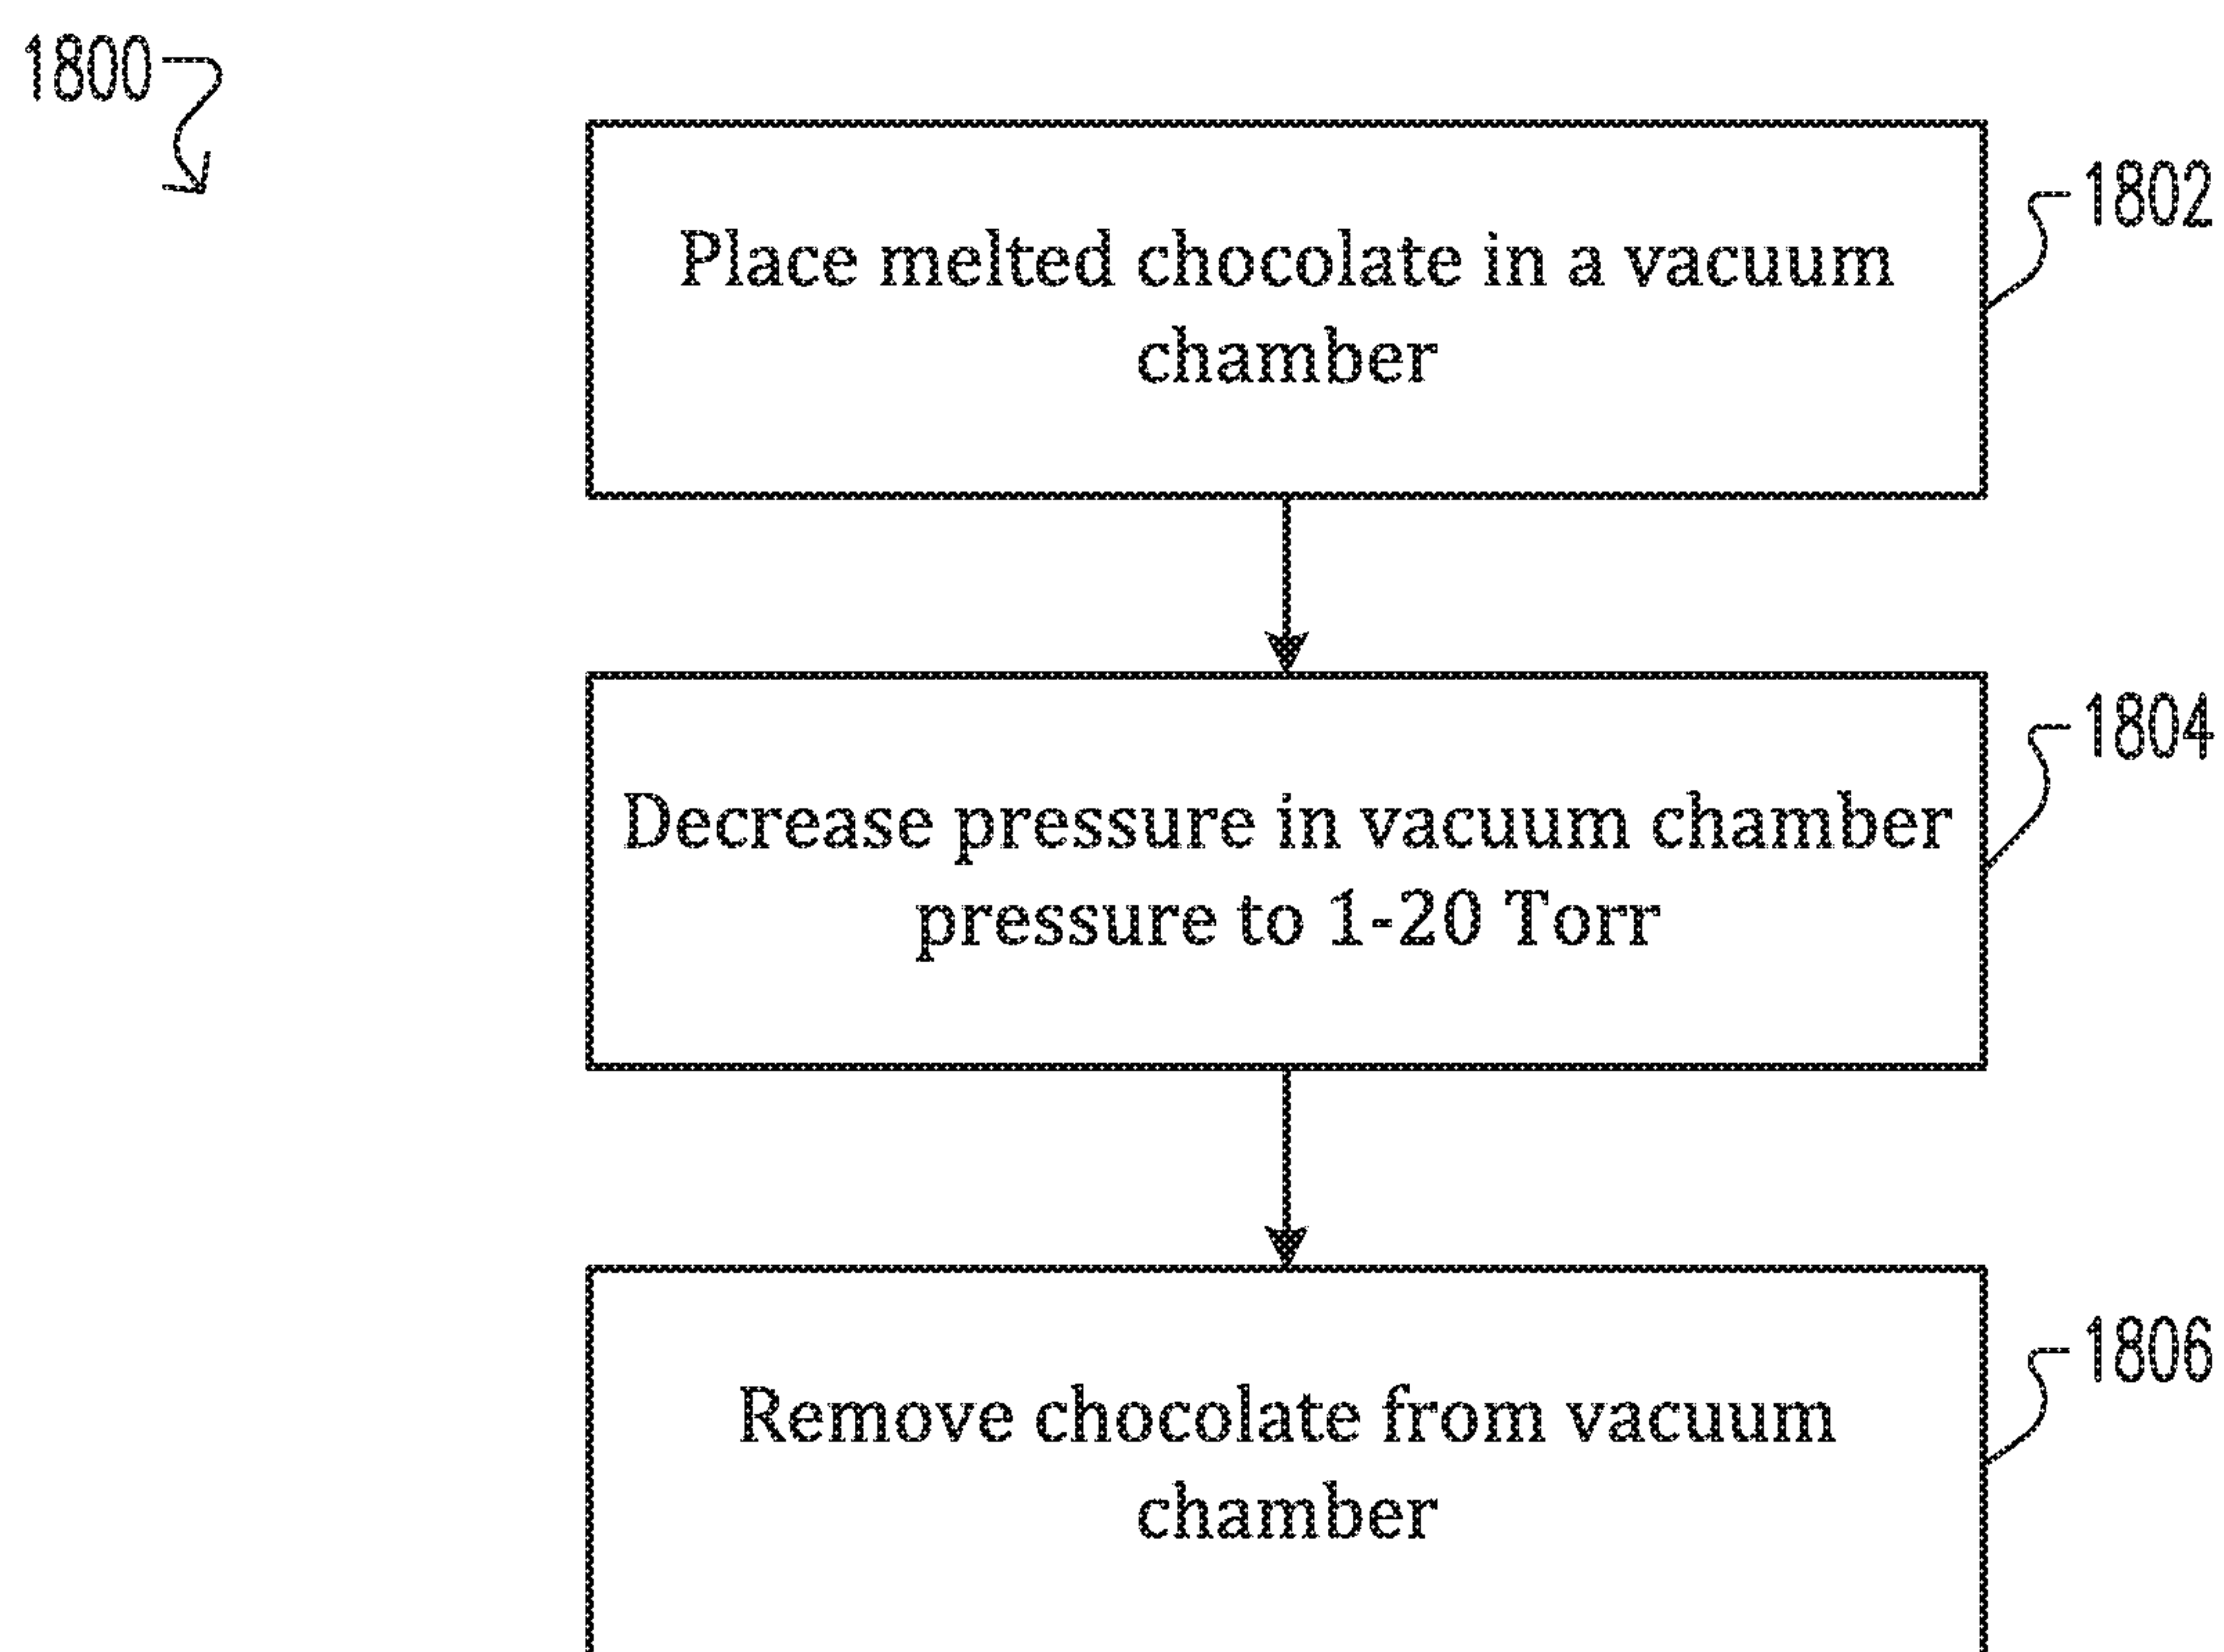 1800
Place melted chocolate in a vacuum
chamber
1802
Decrease pressure in vacuum chamber
pressure to 1-20 Torr
1804
Remove chocolate from vacuum
chamber
1806